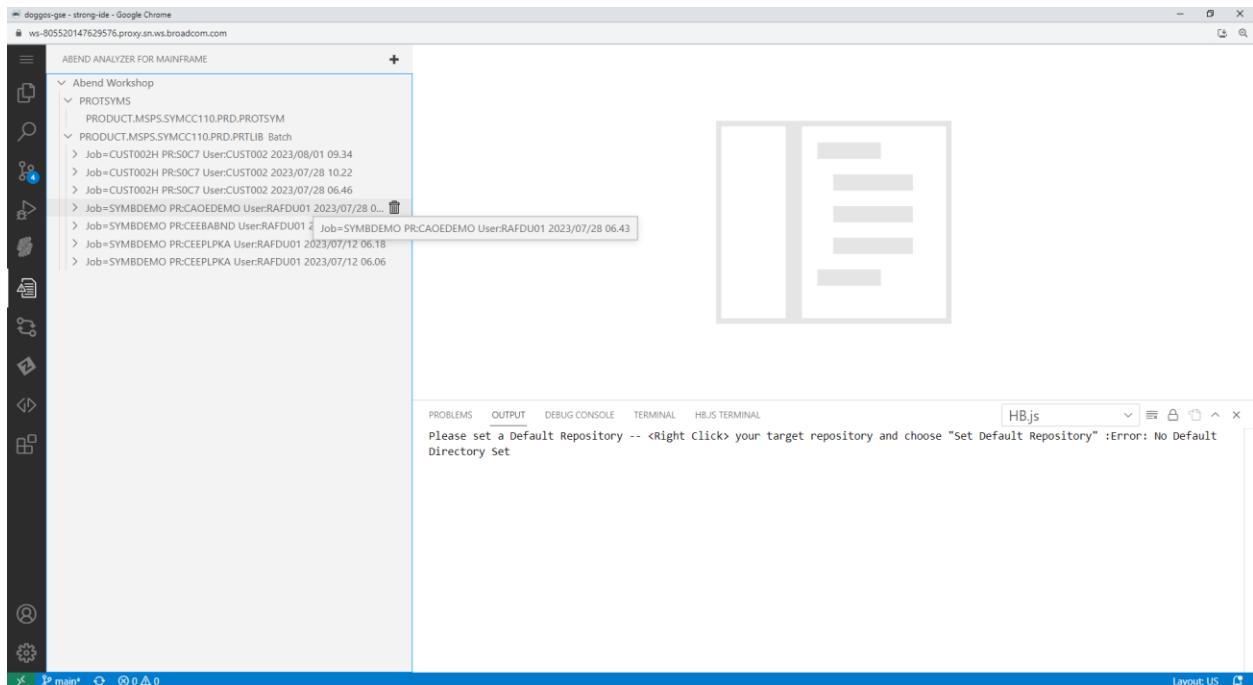 doggos-gse - strong-ide - Google Chrome
ws-805520147629576.proxy.sn.ws.broadcom.com
ABEND ANALYZER FOR MAINFRAME
Abend Workshop
PROTSYMS
PRODUCT.MSPS.SYMCC110.PRD.PROTSYM
PRODUCT.MSPS.SYMCC110.PRD.PRTLIB Batch
Job=CUST002H PR:S0C7 User:CUST002 2023/08/01 09.34
Job=CUST002H PR:S0C7 User:CUST002 2023/07/28 10.22
Job=CUST002H PR:S0C7 User:CUST002 2023/07/28 06.46
Job=SYMBDEMO PR:CAOEDEMO User:RAFDU01 2023/07/28 0...
Job=SYMBDEMO PR:CEEBABND User:RAFDU01 2
Job=SYMBDEMO PR:CAOEDEMO User:RAFDU01 2023/07/28 06.43
Job=SYMBDEMO PR:CEEPLPKA User:RAFDU01 2023/07/12 06.18
Job=SYMBDEMO PR:CEEPLPKA User:RAFDU01 2023/07/12 06.06
4
PROBLEMS OUTPUT DEBUG CONSOLE TERMINAL HB.JS TERMINAL HB.js
Please set a Default Repository -- <Right Click> your target repository and choose "Set Default Repository" :Error: No Default
Directory Set
main* 0 0 Layout: US